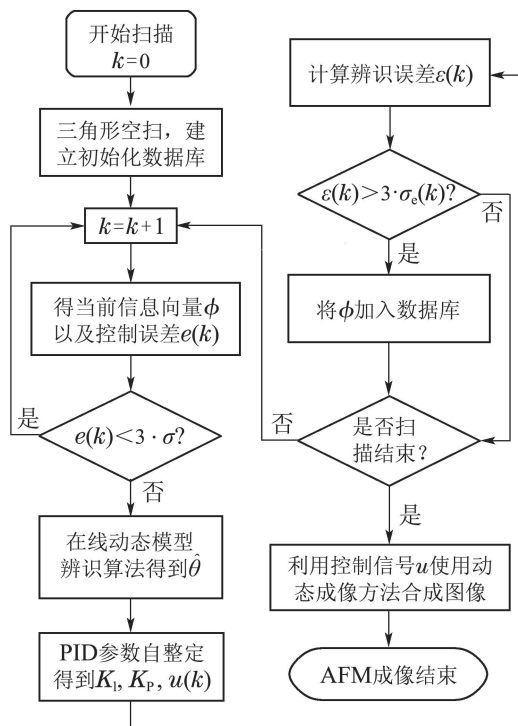 开始扫描
k=0
三角形空扫，建
立初始化数据库
k=k+1
得当前信息向量ϕ
以及控制误差e(k)
是
e(k)<3·σ?
否
在线动态模型
辨识算法得到θ̂
PID参数自整定
得到K_I, K_P, u(k)
计算辨识误差ε(k)
ε(k)>3·σ_e(k)?
否
是
将ϕ加入数据库
否
是否扫
描结束?
是
利用控制信号u使用动
态成像方法合成图像
AFM成像结束